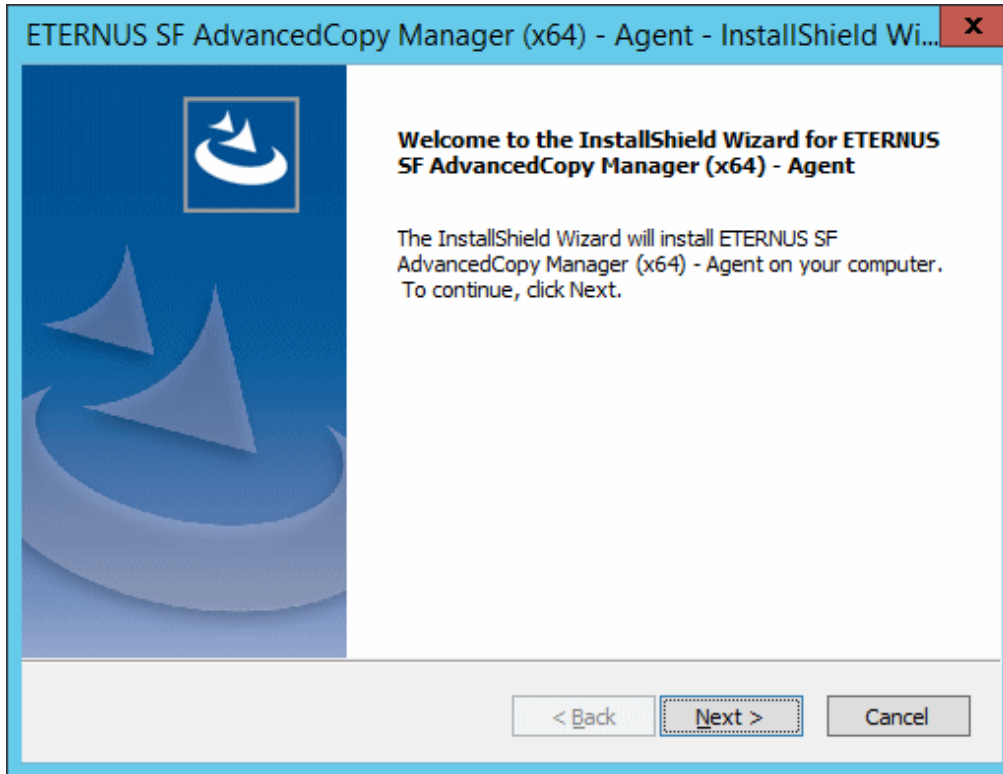 ETERNUS SF AdvancedCopy Manager (x64) - Agent - InstallShield Wi...
x
Welcome to the InstallShield Wizard for ETERNUS
SF AdvancedCopy Manager (x64) - Agent
The InstallShield Wizard will install ETERNUS SF
AdvancedCopy Manager (x64) - Agent on your computer.
To continue, click Next.
< Back
Next >
Cancel